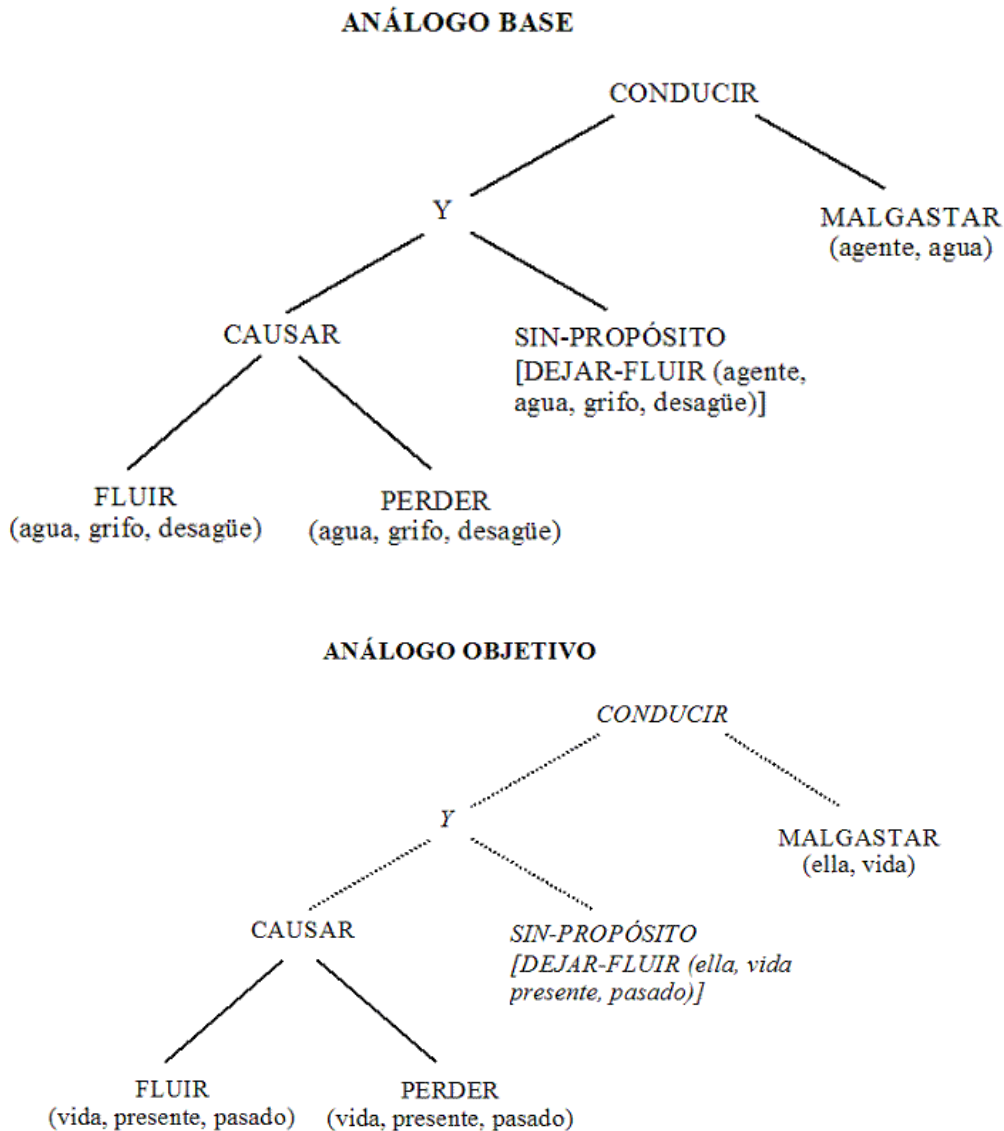 ANÁLOGO BASE
CONDUCIR
Y
MALGASTAR
(agente, agua)
CAUSAR
SIN-PROPÓSITO
[DEJAR-FLUIR (agente,
agua, grifo, desagüe)]
FLUIR
(agua, grifo, desagüe)
PERDER
(agua, grifo, desagüe)
ANÁLOGO OBJETIVO
CONDUCIR
Y
MALGASTAR
(ella, vida)
CAUSAR
SIN-PROPÓSITO
[DEJAR-FLUIR (ella, vida
presente, pasado)]
FLUIR
(vida, presente, pasado)
PERDER
(vida, presente, pasado)